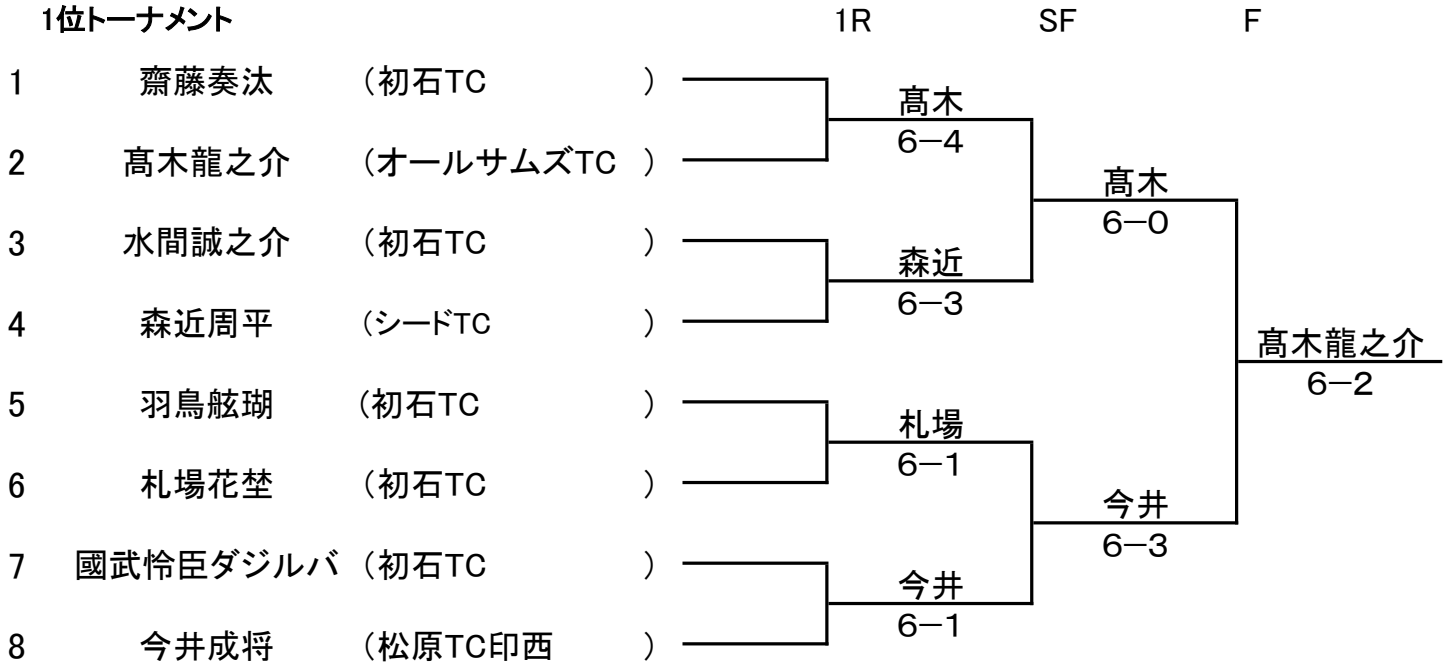 1位トーナメント 1R SF F
1 齋藤奏汰 (初石TC )
髙木
6-4
2 髙木龍之介 (オールサムズTC )
髙木
6-0
3 水間誠之介 (初石TC )
森近
6-3
4 森近周平 (シードTC )
髙木龍之介
6-2
5 羽鳥舷瑚 (初石TC )
札場
6-1
6 札場花埜 (初石TC )
今井
6-3
7 國武怜臣ダジルバ (初石TC )
今井
6-1
8 今井成将 (松原TC印西 )